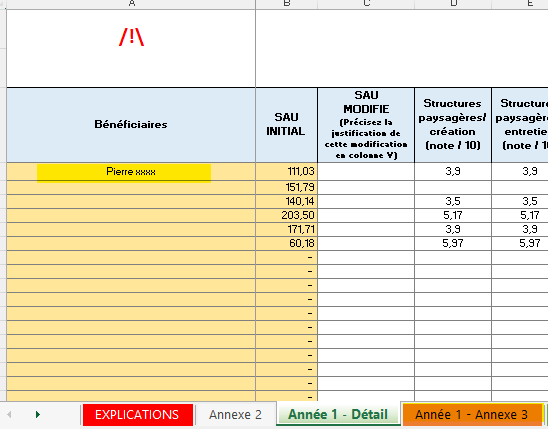 A B C D E
/!\
Bénéficiaires
SAU
INITIAL
SAU
MODIFIE
(Précisez la
justification de
cette modification
en colonne Y)
Structures
paysagères/
création
(note / 10)
Structure
paysagèr
entretie
(note / 10
Pierre xxxx 111,03 3,9 3,9
151,79
140,14 3,5 3,5
203,50 5,17 5,17
171,71 3,9 3,9
60,18 5,97 5,97
-
-
-
-
-
-
-
-
-
-
-
EXPLICATIONS Annexe 2 Année 1 - Détail Année 1 - Annexe 3